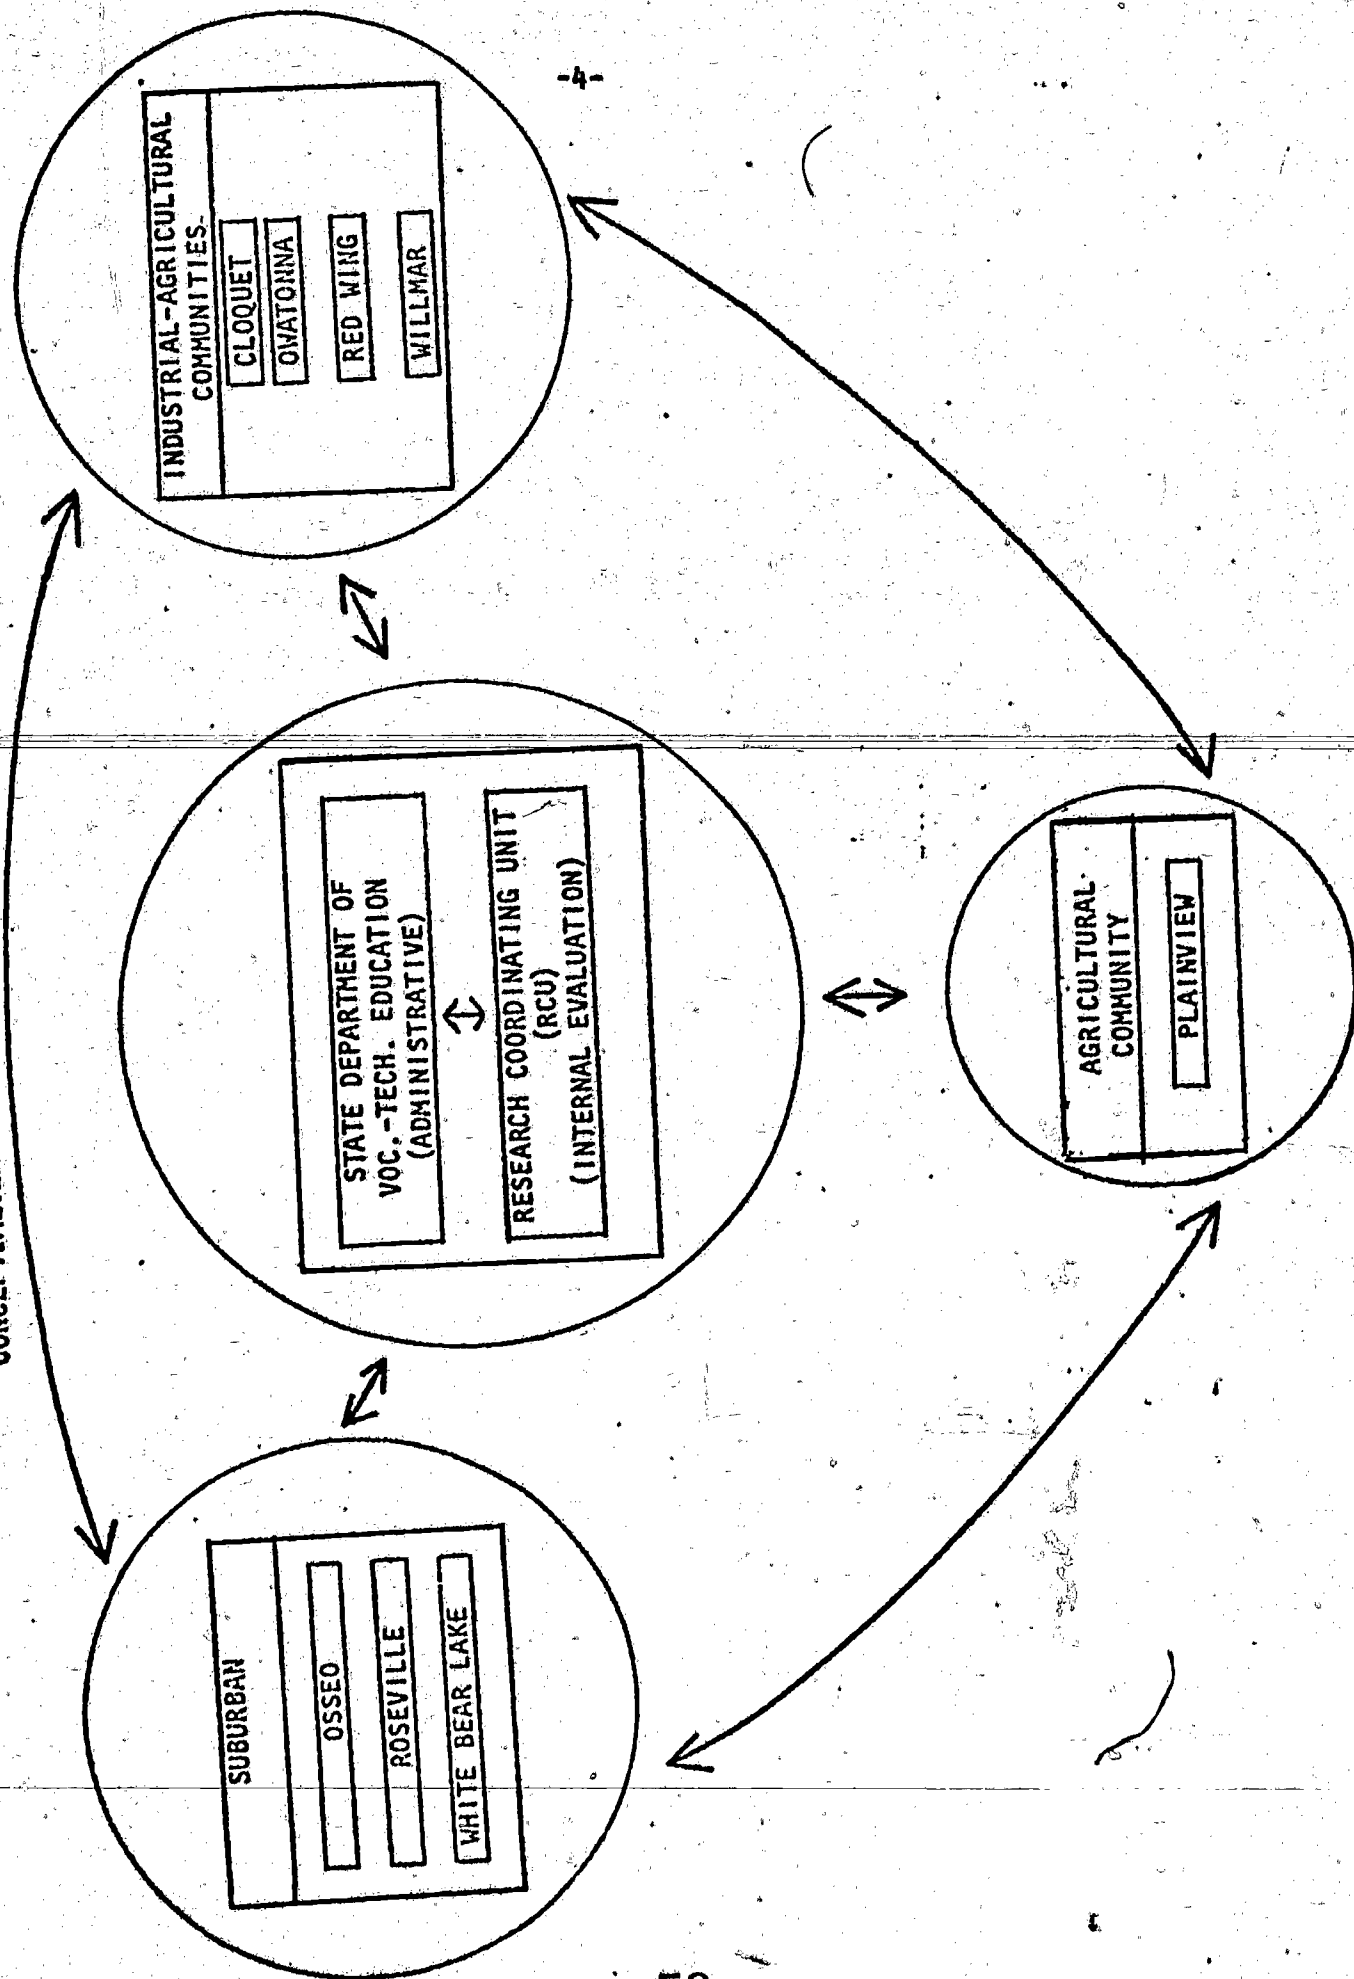 -4-
SUBURBAN
OSSEO
ROSEVILLE
WHITE BEAR LAKE
STATE DEPARTMENT OF
VOC.-TECH. EDUCATION
(ADMINISTRATIVE)
RESEARCH COORDINATING UNIT
(RCU)
(INTERNAL EVALUATION)
INDUSTRIAL-AGRICULTURAL
COMMUNITIES
CLOQUET
OWATONNA
RED WING
WILLMAR
AGRICULTURAL
COMMUNITY
PLAINVIEW